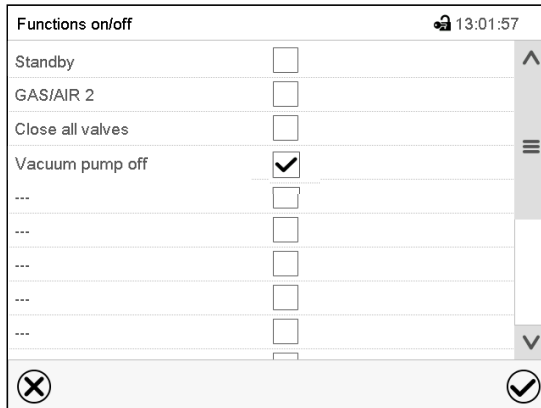 Functions on/off 13:01:57
Standby
GAS/AIR 2
Close all valves
Vacuum pump off
---
---
---
---
---